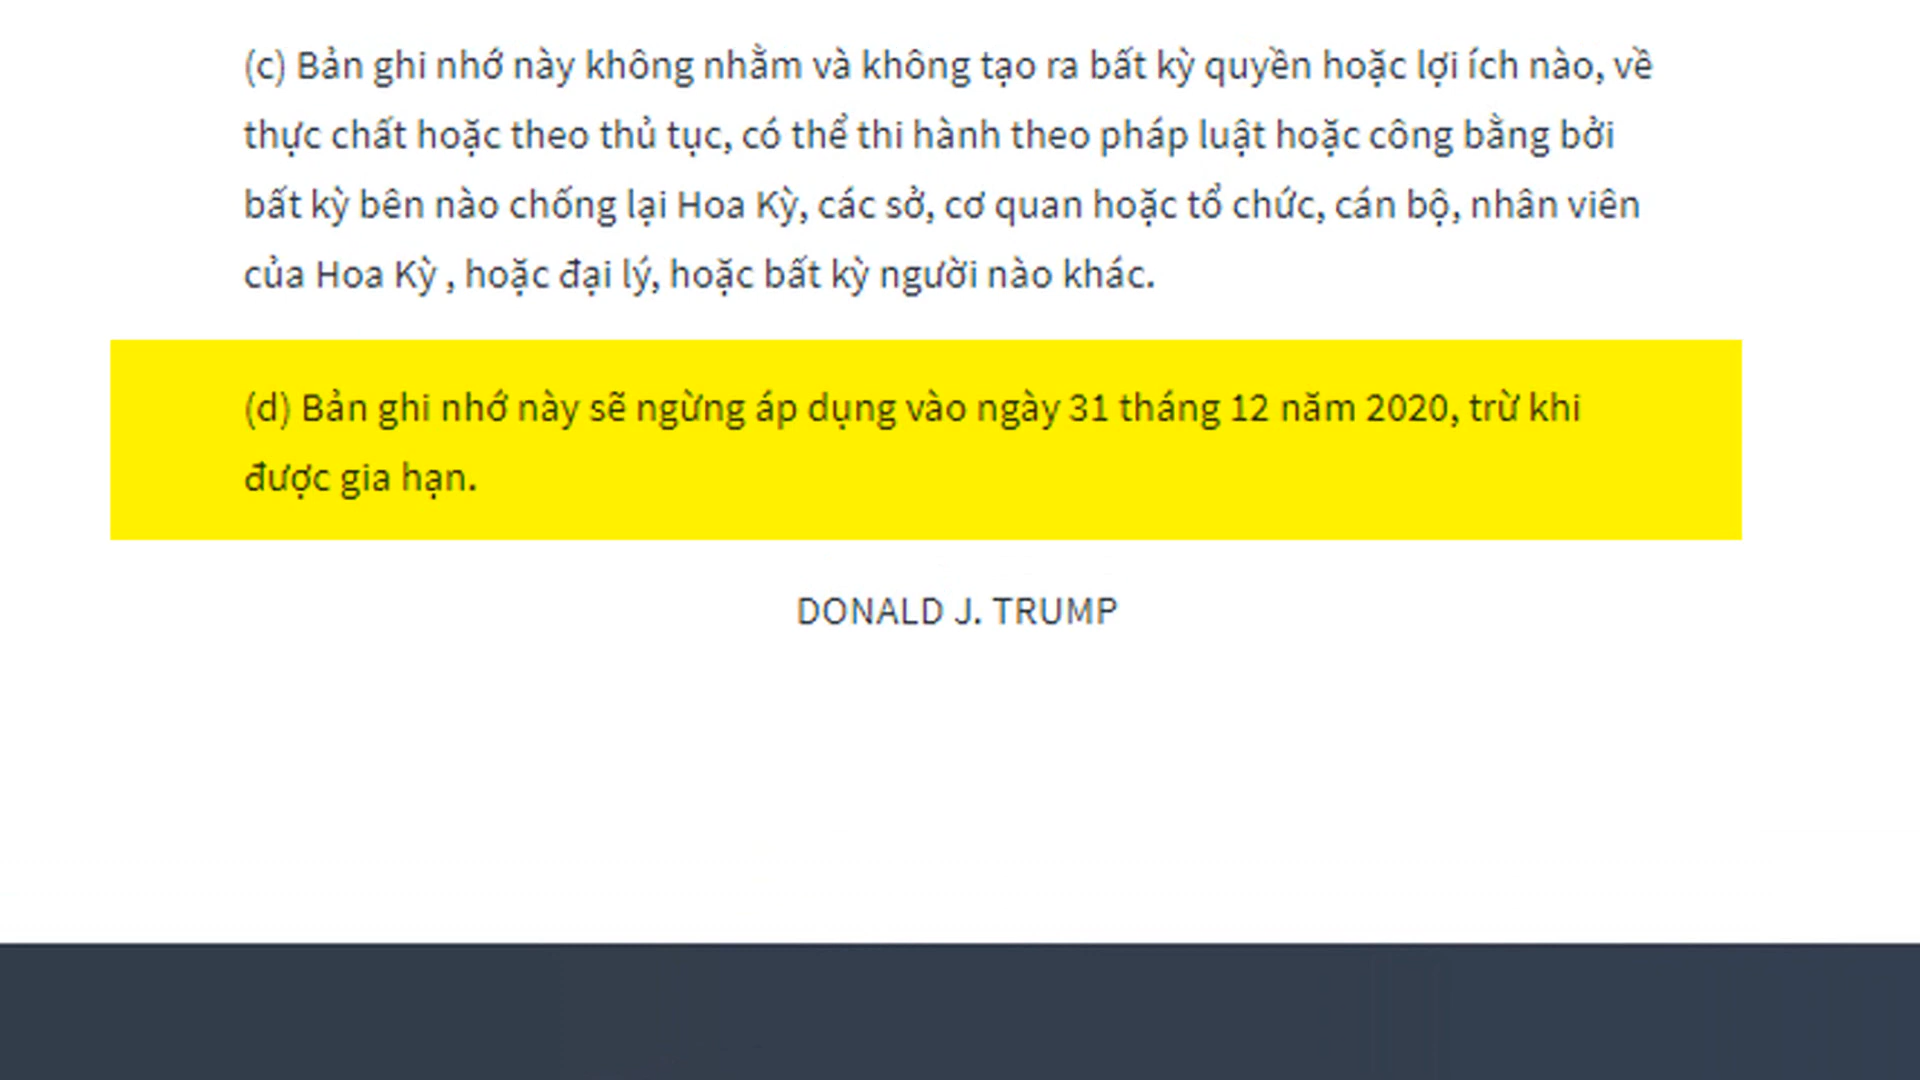 (c) Bản ghi nhớ này không nhằm và không tạo ra bất kỳ quyền hoặc lợi ích nào, về
thực chất hoặc theo thủ tục, có thể thi hành theo pháp luật hoặc công bằng bởi
bất kỳ bên nào chống lại Hoa Kỳ, các sở, cơ quan hoặc tổ chức, cán bộ, nhân viên
của Hoa Kỳ , hoặc đại lý, hoặc bất kỳ người nào khác.
(d) Bản ghi nhớ này sẽ ngừng áp dụng vào ngày 31 tháng 12 năm 2020, trừ khi
được gia hạn.
DONALD J. TRUMP